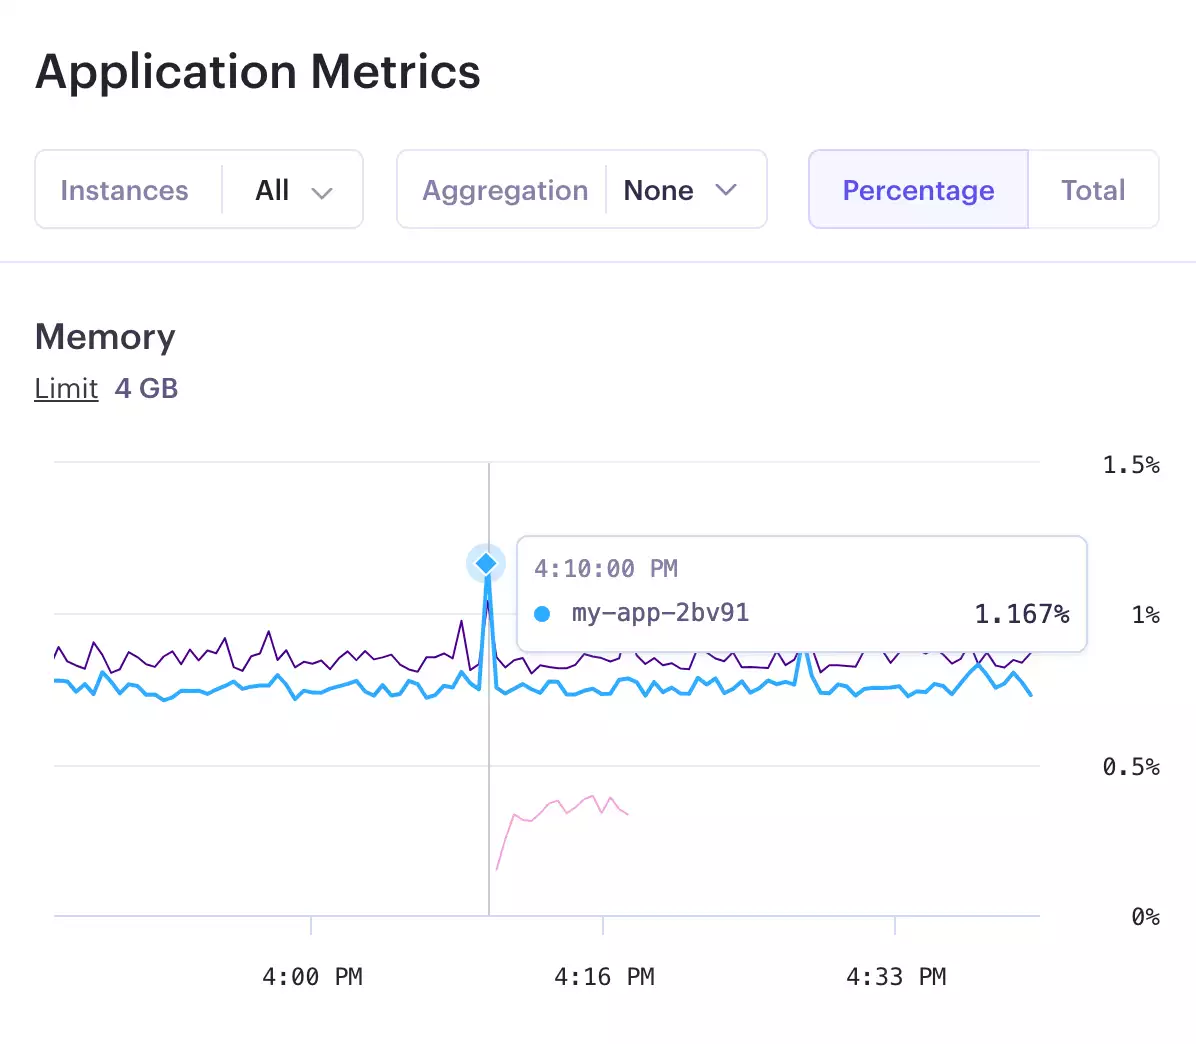 Application Metrics
Instances All
Aggregation None
Percentage Total
Memory
Limit 4 GB
1.5%
4:10:00 PM
my-app-2bv91 1.167%
1%
0.5%
0%
4:00 PM 4:16 PM 4:33 PM